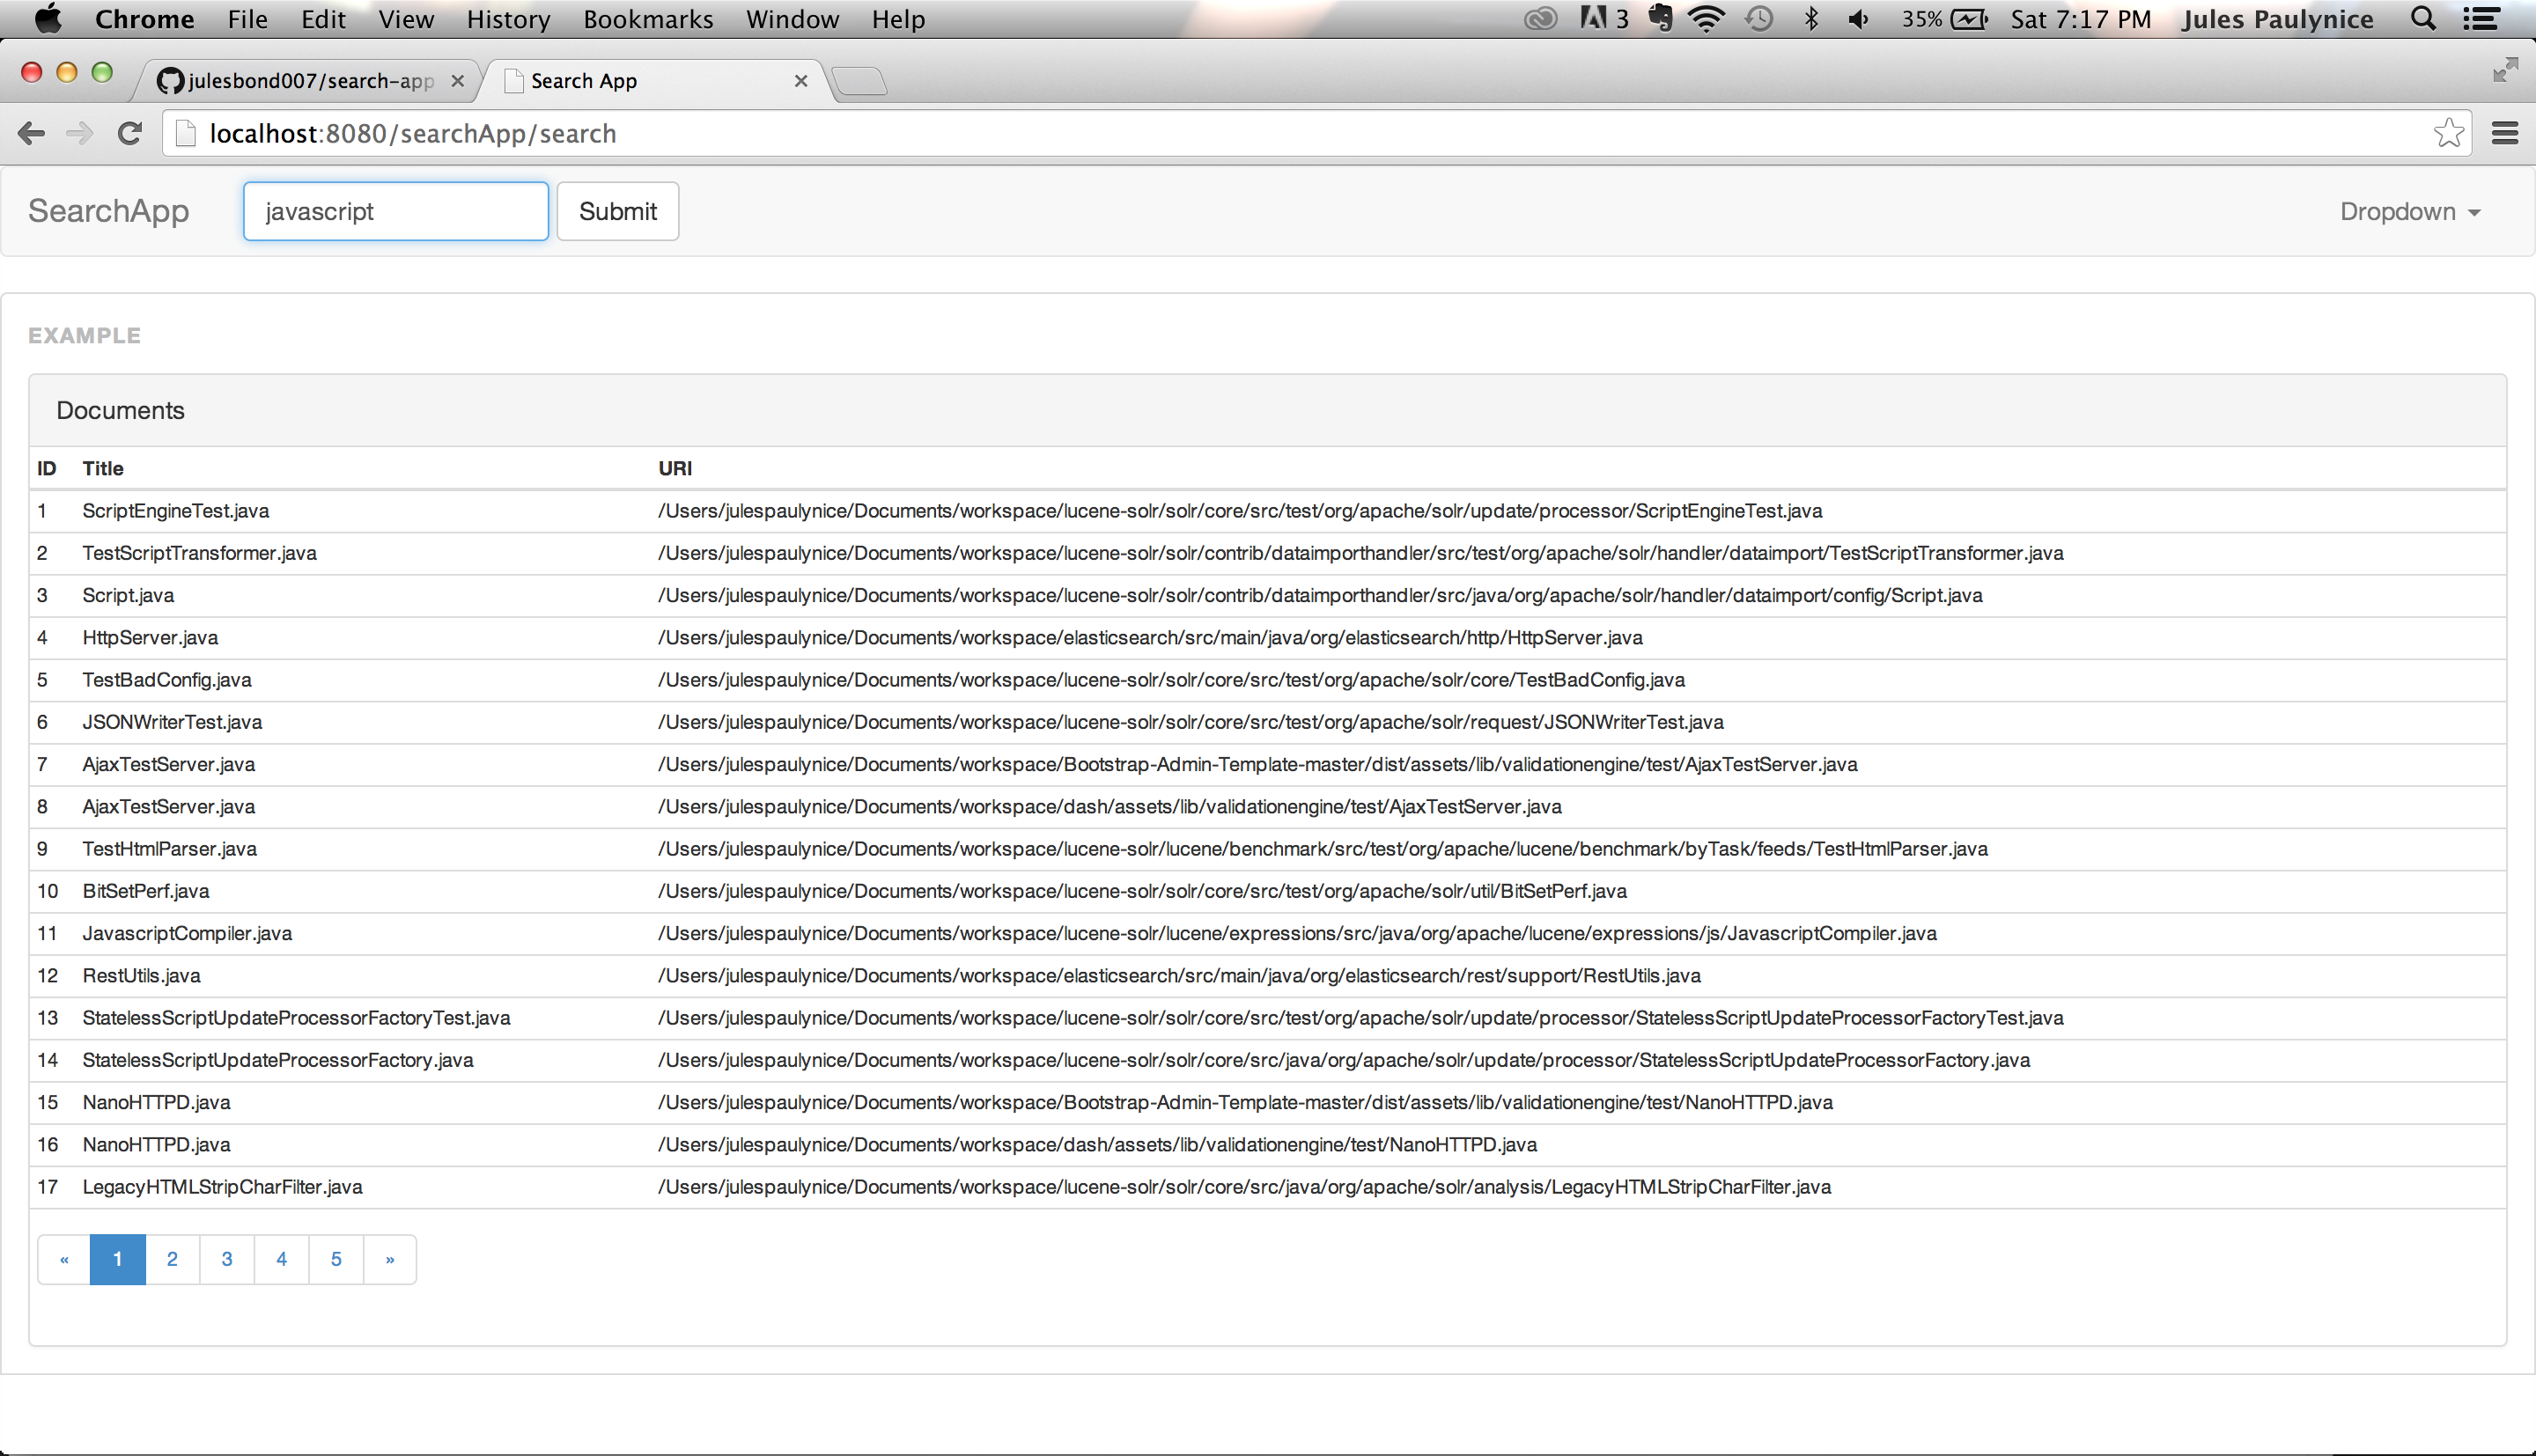 Chrome File Edit View History Bookmarks Window Help 3 35% Sat 7:17 PM Jules Paulynice
julesbond007/search-app Search App
localhost:8080/searchApp/search
SearchApp javascript Submit Dropdown
EXAMPLE
Documents
ID Title URI
1 ScriptEngineTest.java /Users/julespaulynice/Documents/workspace/lucene-solr/solr/core/src/test/org/apache/solr/update/processor/ScriptEngineTest.java
2 TestScriptTransformer.java /Users/julespaulynice/Documents/workspace/lucene-solr/solr/contrib/dataimporthandler/src/test/org/apache/solr/handler/dataimport/TestScriptTransformer.java
3 Script.java /Users/julespaulynice/Documents/workspace/lucene-solr/solr/contrib/dataimporthandler/src/java/org/apache/solr/handler/dataimport/config/Script.java
4 HttpServer.java /Users/julespaulynice/Documents/workspace/elasticsearch/src/main/java/org/elasticsearch/http/HttpServer.java
5 TestBadConfig.java /Users/julespaulynice/Documents/workspace/lucene-solr/solr/core/src/test/org/apache/solr/core/TestBadConfig.java
6 JSONWriterTest.java /Users/julespaulynice/Documents/workspace/lucene-solr/solr/core/src/test/org/apache/solr/request/JSONWriterTest.java
7 AjaxTestServer.java /Users/julespaulynice/Documents/workspace/Bootstrap-Admin-Template-master/dist/assets/lib/validationengine/test/AjaxTestServer.java
8 AjaxTestServer.java /Users/julespaulynice/Documents/workspace/dash/assets/lib/validationengine/test/AjaxTestServer.java
9 TestHtmlParser.java /Users/julespaulynice/Documents/workspace/lucene-solr/lucene/benchmark/src/test/org/apache/lucene/benchmark/byTask/feeds/TestHtmlParser.java
10 BitSetPerf.java /Users/julespaulynice/Documents/workspace/lucene-solr/solr/core/src/test/org/apache/solr/util/BitSetPerf.java
11 JavascriptCompiler.java /Users/julespaulynice/Documents/workspace/lucene-solr/lucene/expressions/src/java/org/apache/lucene/expressions/js/JavascriptCompiler.java
12 RestUtils.java /Users/julespaulynice/Documents/workspace/elasticsearch/src/main/java/org/elasticsearch/rest/support/RestUtils.java
13 StatelessScriptUpdateProcessorFactoryTest.java /Users/julespaulynice/Documents/workspace/lucene-solr/solr/core/src/test/org/apache/solr/update/processor/StatelessScriptUpdateProcessorFactoryTest.java
14 StatelessScriptUpdateProcessorFactory.java /Users/julespaulynice/Documents/workspace/lucene-solr/solr/core/src/java/org/apache/solr/update/processor/StatelessScriptUpdateProcessorFactory.java
15 NanoHTTPD.java /Users/julespaulynice/Documents/workspace/Bootstrap-Admin-Template-master/dist/assets/lib/validationengine/test/NanoHTTPD.java
16 NanoHTTPD.java /Users/julespaulynice/Documents/workspace/dash/assets/lib/validationengine/test/NanoHTTPD.java
17 LegacyHTMLStripCharFilter.java /Users/julespaulynice/Documents/workspace/lucene-solr/solr/core/src/java/org/apache/solr/analysis/LegacyHTMLStripCharFilter.java
« 1 2 3 4 5 »